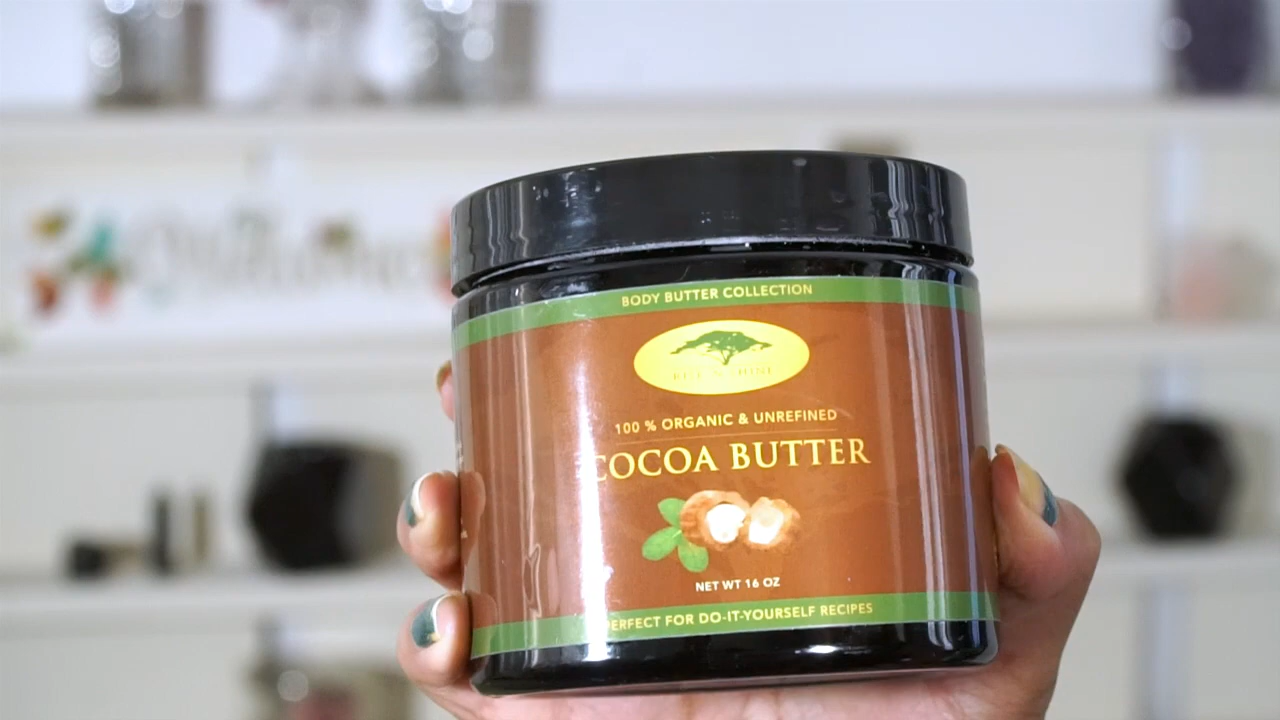 BODY BUTTER COLLECTION
100 % ORGANIC & UNREFINED
COCOA BUTTER
NET WT 16 OZ
PERFECT FOR DO-IT-YOURSELF RECIPES